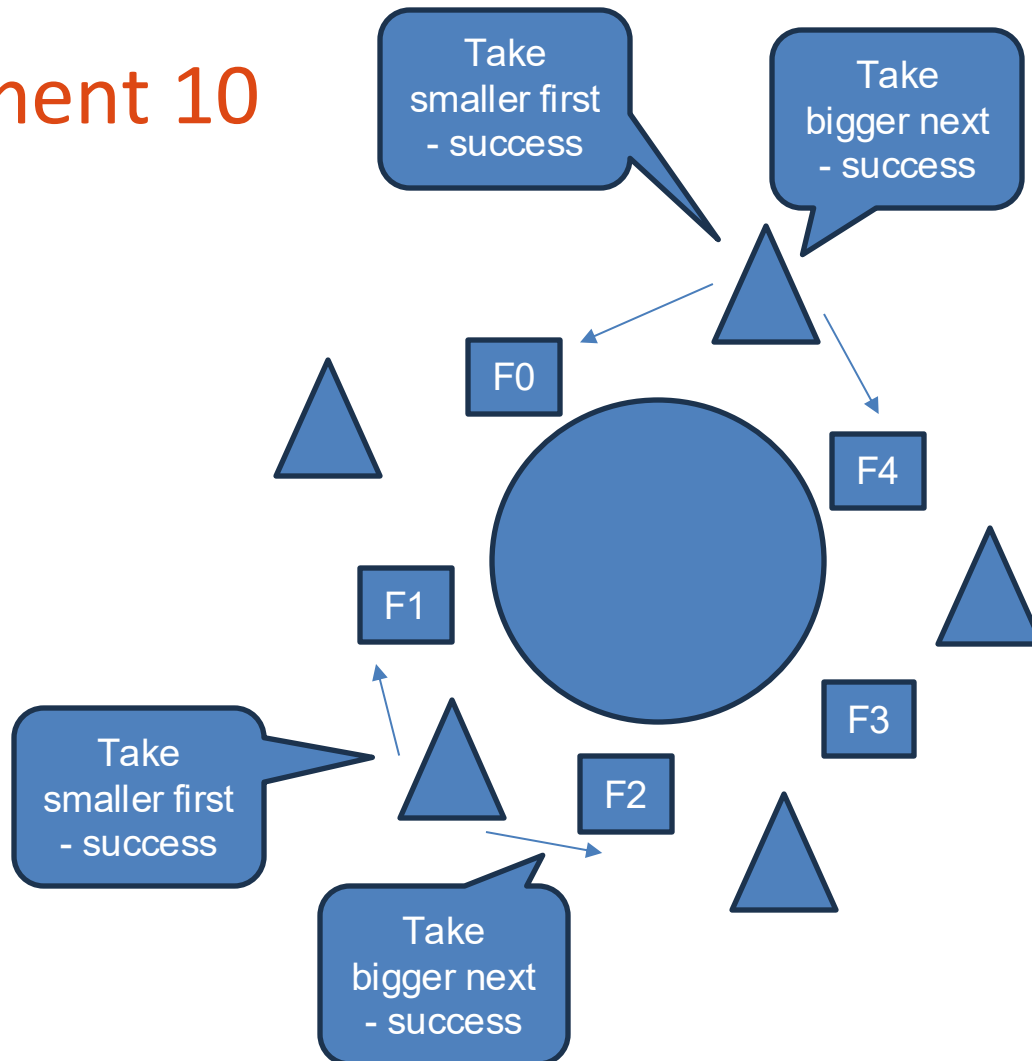 nent 10
Take
smaller first
- success
Take
bigger next
- success
F0
F4
F1
F3
Take
smaller first
- success
F2
Take
bigger next
- success